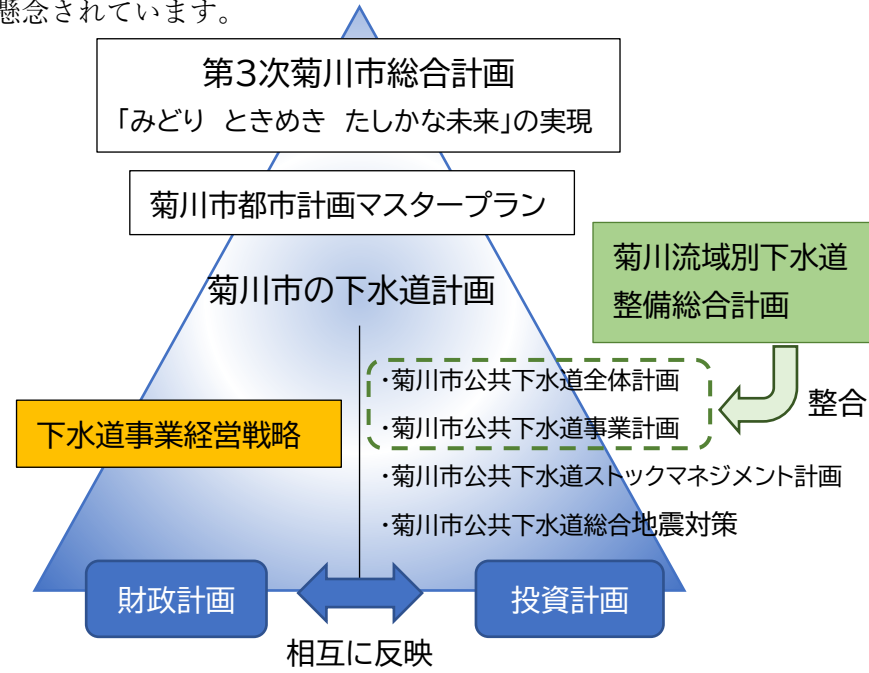 懸念されています。
第3次菊川市総合計画
「みどり ときめき たしかな未来」の実現
菊川市都市計画マスタープラン
菊川市の下水道計画
菊川流域別下水道
整備総合計画
・菊川市公共下水道全体計画
・菊川市公共下水道事業計画
整合
下水道事業経営戦略
・菊川市公共下水道ストックマネジメント計画
・菊川市公共下水道総合地震対策
財政計画
投資計画
相互に反映